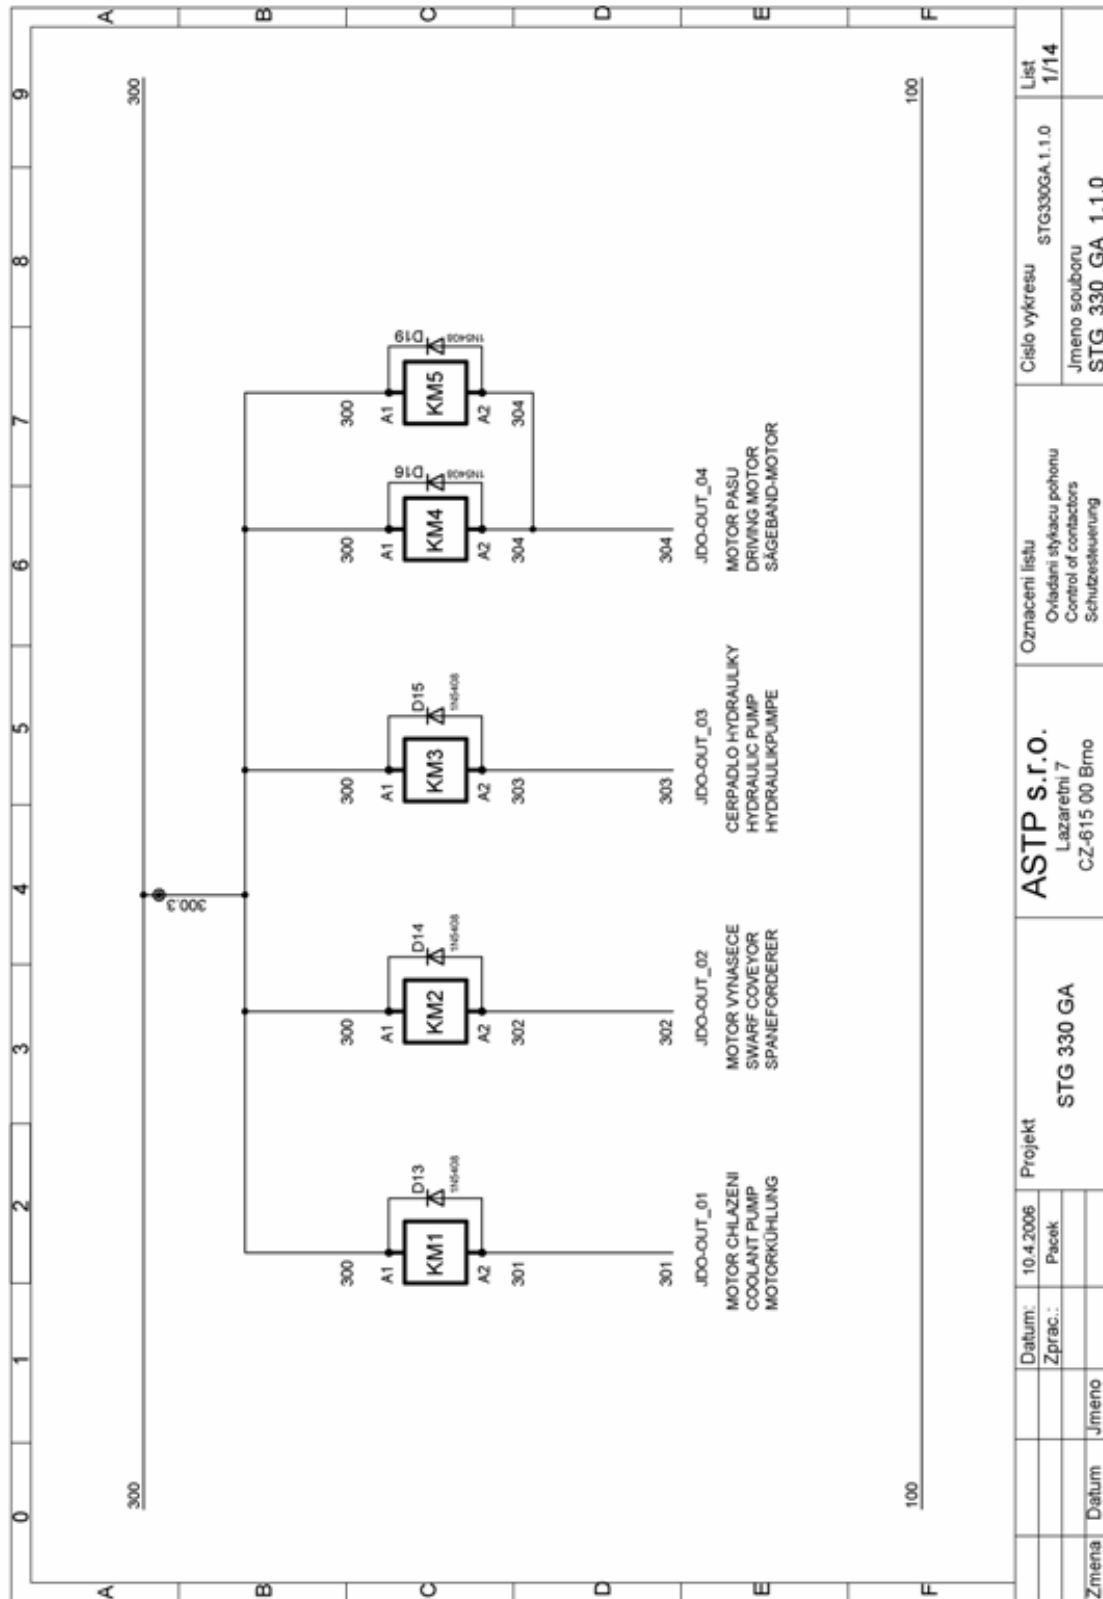 0 1 2 3 4 5 6 7 8 9
A A
B B
C C
D D
E E
F F
300 300
300.3
300 300 300 300 300
A1 A1 A1 A1 A1
KM1 KM2 KM3 KM4 KM5
D13 D14 D15 D16 D19
1N5408 1N5408 1N5408 1N5408 1N5408
A2 A2 A2 A2 A2
301 302 303 304 304
301 302 303 304
JDO-OUT_01
MOTOR CHLAZENI
COOLANT PUMP
MOTORKÜHLUNG
JDO-OUT_02
MOTOR VYNASECE
SWARF COVEYOR
SPANEFORDERER
JDO-OUT_03
CERPADLO HYDRAULIKY
HYDRAULIC PUMP
HYDRAULIKPUMPE
JDO-OUT_04
MOTOR PASU
DRIVING MOTOR
SÄGEBAND-MOTOR
100 100
Zmena Datum Jmeno
Datum: 10.4.2006
Zprac.: Pacek
Projekt
STG 330 GA
ASTP s.r.o.
Lazaretni 7
CZ-615 00 Brno
Oznaceni listu
Ovladani stykacu pohonu
Control of contactors
Schutzesteuerung
Cislo vykresu
STG330GA.1.1.0
Jmeno souboru
STG_330_GA_1.1.0
List
1/14